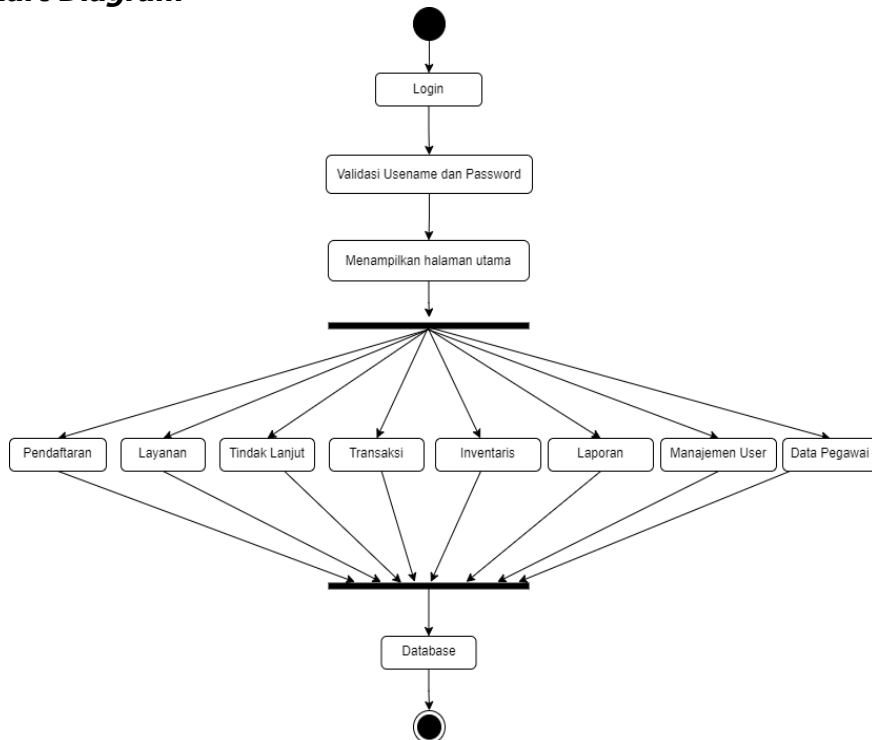 Diagram
Login
Validasi Usename dan Password
Menampilkan halaman utama
Pendaftaran
Layanan
Tindak Lanjut
Transaksi
Inventaris
Laporan
Manajemen User
Data Pegawai
Database